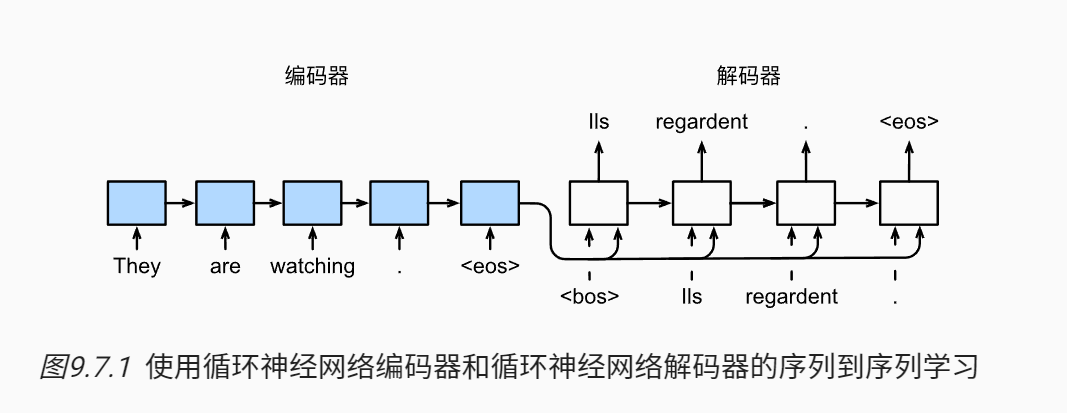 编码器 解码器
Ils regardent . <eos>
They are watching . <eos>
<bos> Ils regardent .
图9.7.1 使用循环神经网络编码器和循环神经网络解码器的序列到序列学习